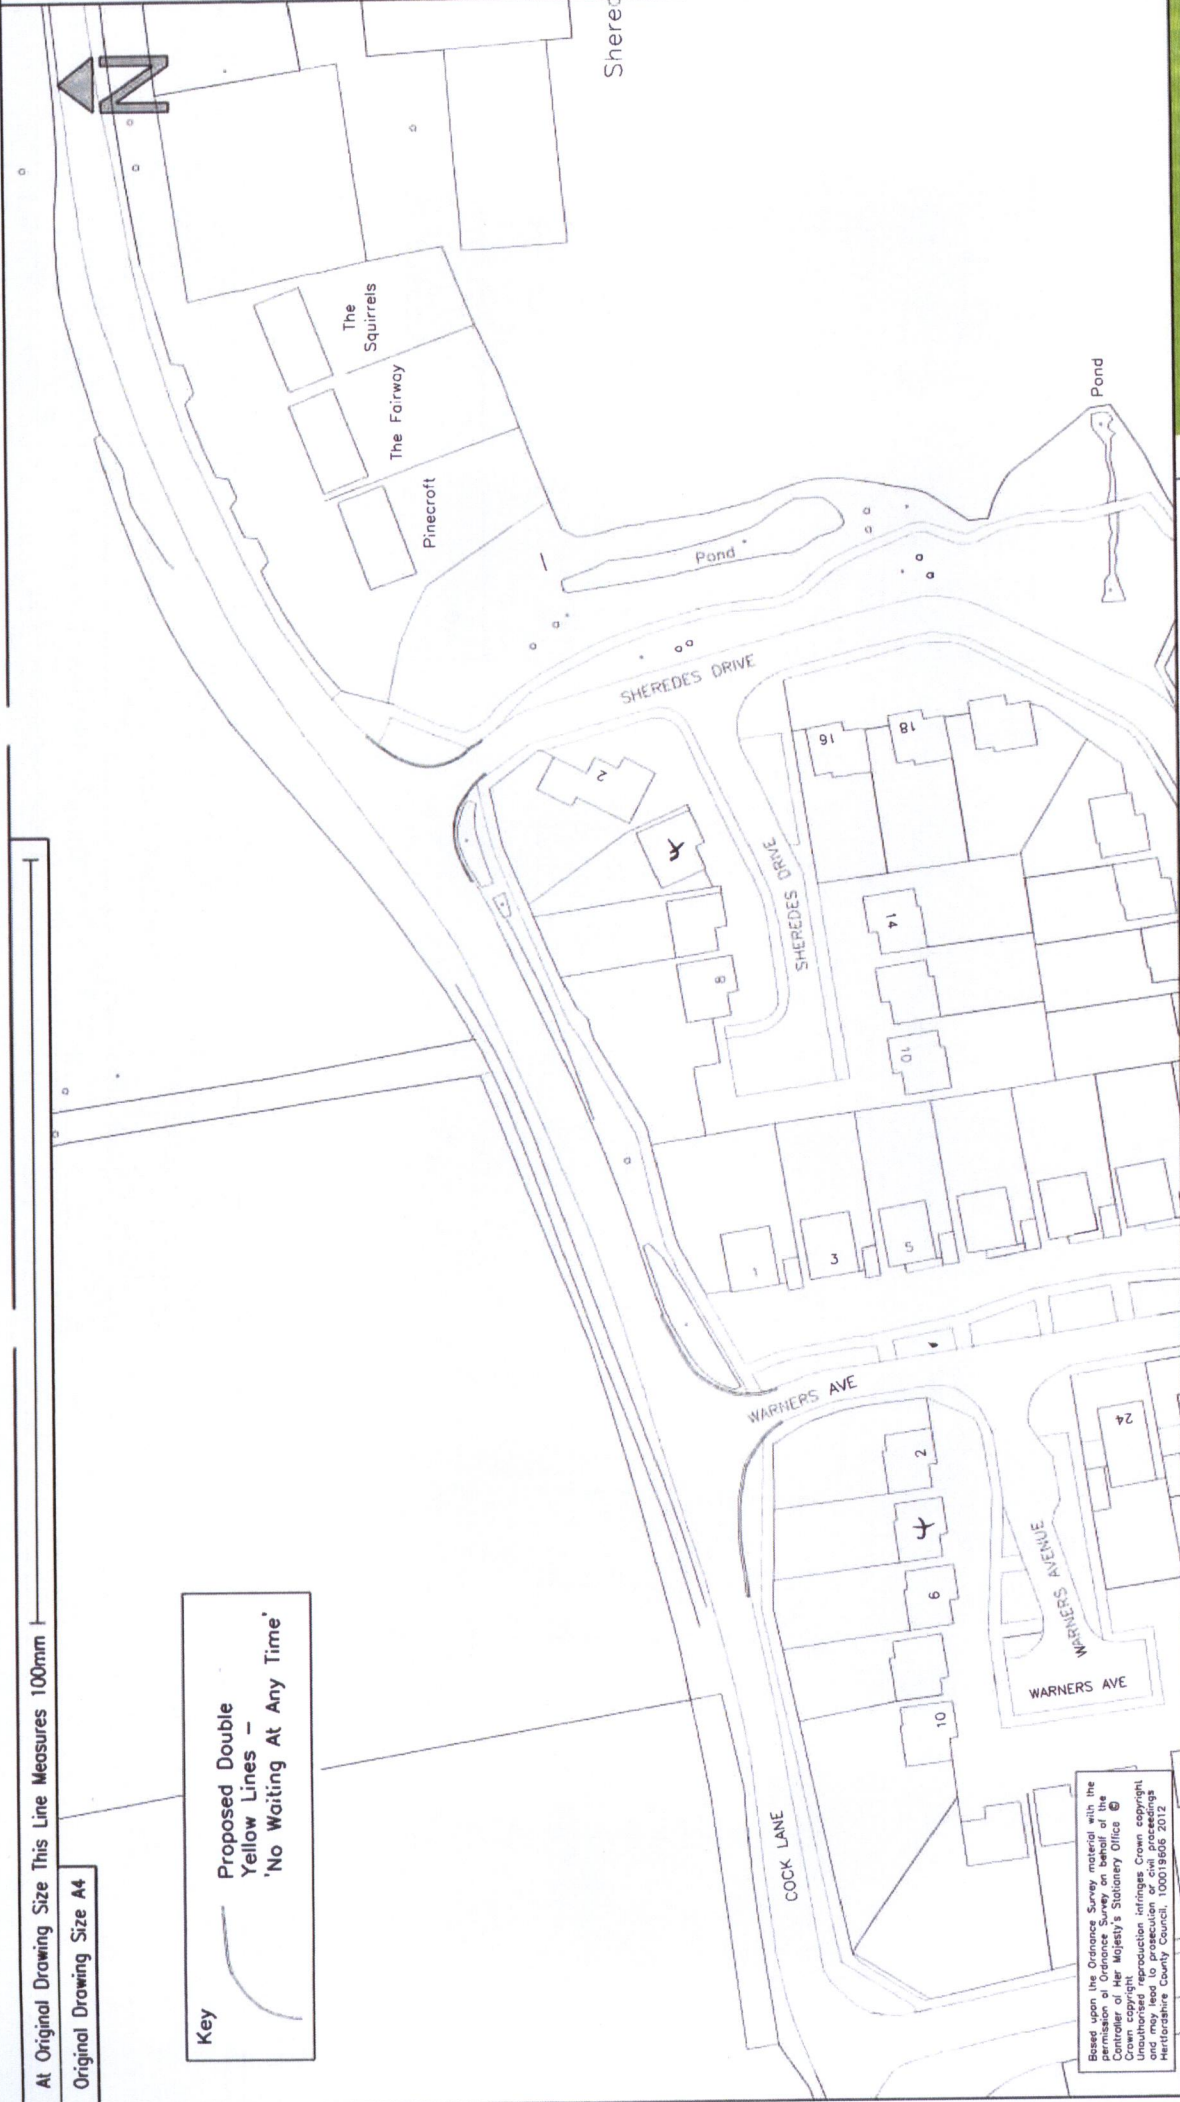 At Original Drawing Size This Line Measures 100mm
Original Drawing Size A4
N
Key
Proposed Double
Yellow Lines –
'No Waiting At Any Time'
The
Squirrels
The Fairway
Pinecroft
Pond
Pond
SHEREDES DRIVE
2
4
8
SHEREDES DRIVE
16
18
14
10
1
3
5
WARNERS AVE
2
4
6
10
24
WARNERS AVENUE
WARNERS AVE
COCK LANE
Based upon the Ordnance Survey material with the
permission of Ordnance Survey on behalf of the
Controller of Her Majesty's Stationery Office ©
Crown copyright
Unauthorised reproduction infringes Crown copyright
and may lead to prosecution or civil proceedings
Hertfordshire County Council, 100019606 2012